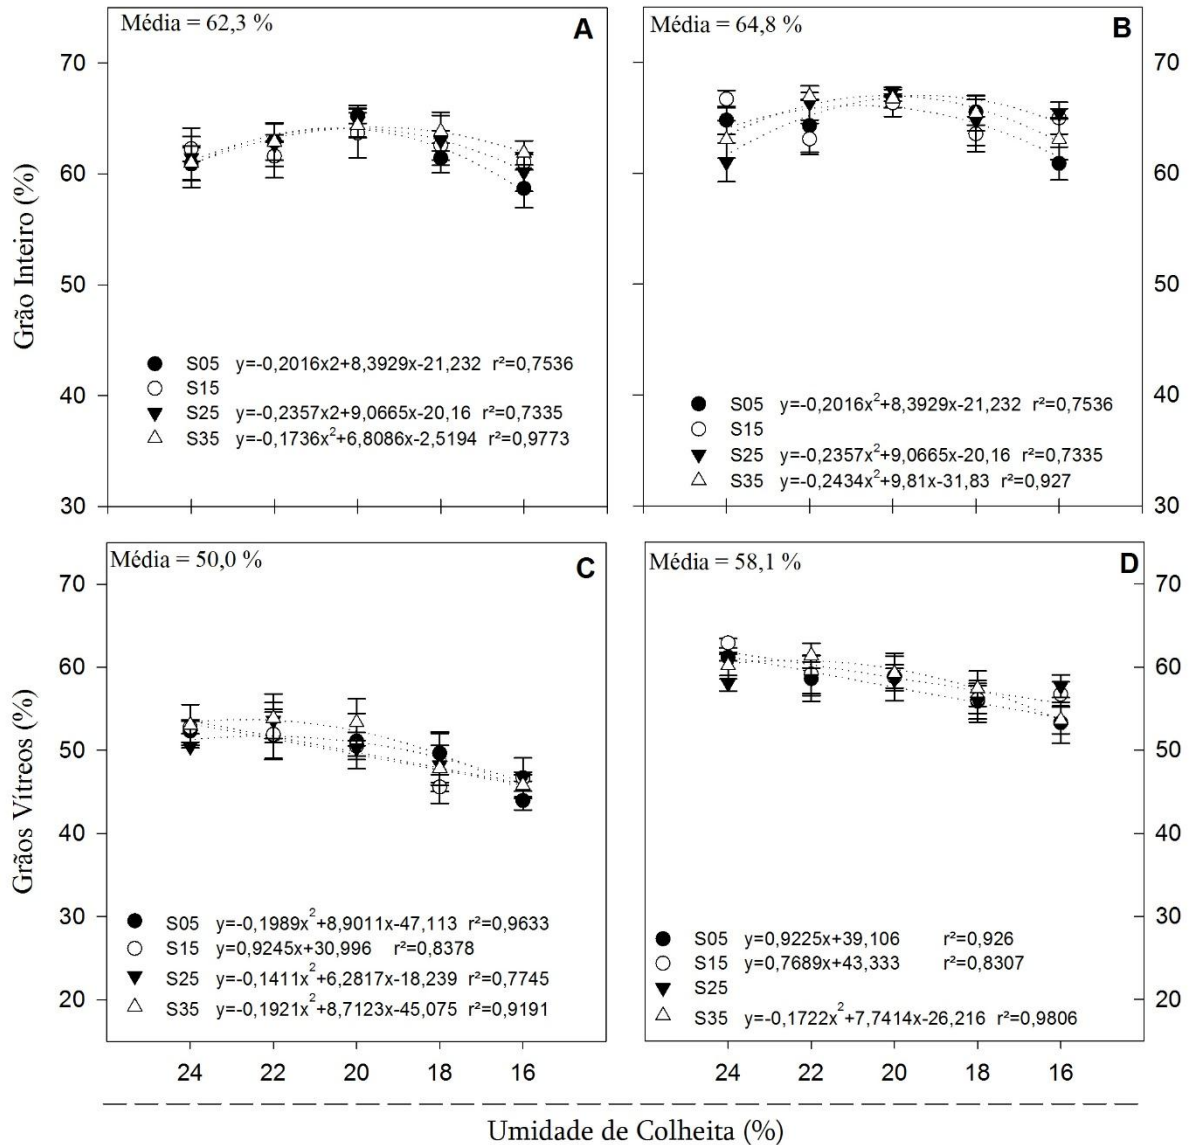 Média = 62,3 %
A
Média = 64,8 %
B
70
60
50
40
30
70
60
50
40
30
Grão Inteiro (%)
S05 y=-0,2016x2+8,3929x-21,232 r²=0,7536
S15
S25 y=-0,2357x2+9,0665x-20,16 r²=0,7335
S35 y=-0,1736x²+6,8086x-2,5194 r²=0,9773
S05 y=-0,2016x²+8,3929x-21,232 r²=0,7536
S15
S25 y=-0,2357x²+9,0665x-20,16 r²=0,7335
S35 y=-0,2434x²+9,81x-31,83 r²=0,927
Média = 50,0 %
C
Média = 58,1 %
D
70
60
50
40
30
20
70
60
50
40
30
20
Grãos Vítreos (%)
S05 y=-0,1989x²+8,9011x-47,113 r²=0,9633
S15 y=0,9245x+30,996 r²=0,8378
S25 y=-0,1411x²+6,2817x-18,239 r²=0,7745
S35 y=-0,1921x²+8,7123x-45,075 r²=0,9191
S05 y=0,9225x+39,106 r²=0,926
S15 y=0,7689x+43,333 r²=0,8307
S25
S35 y=-0,1722x²+7,7414x-26,216 r²=0,9806
24 22 20 18 16
24 22 20 18 16
Umidade de Colheita (%)